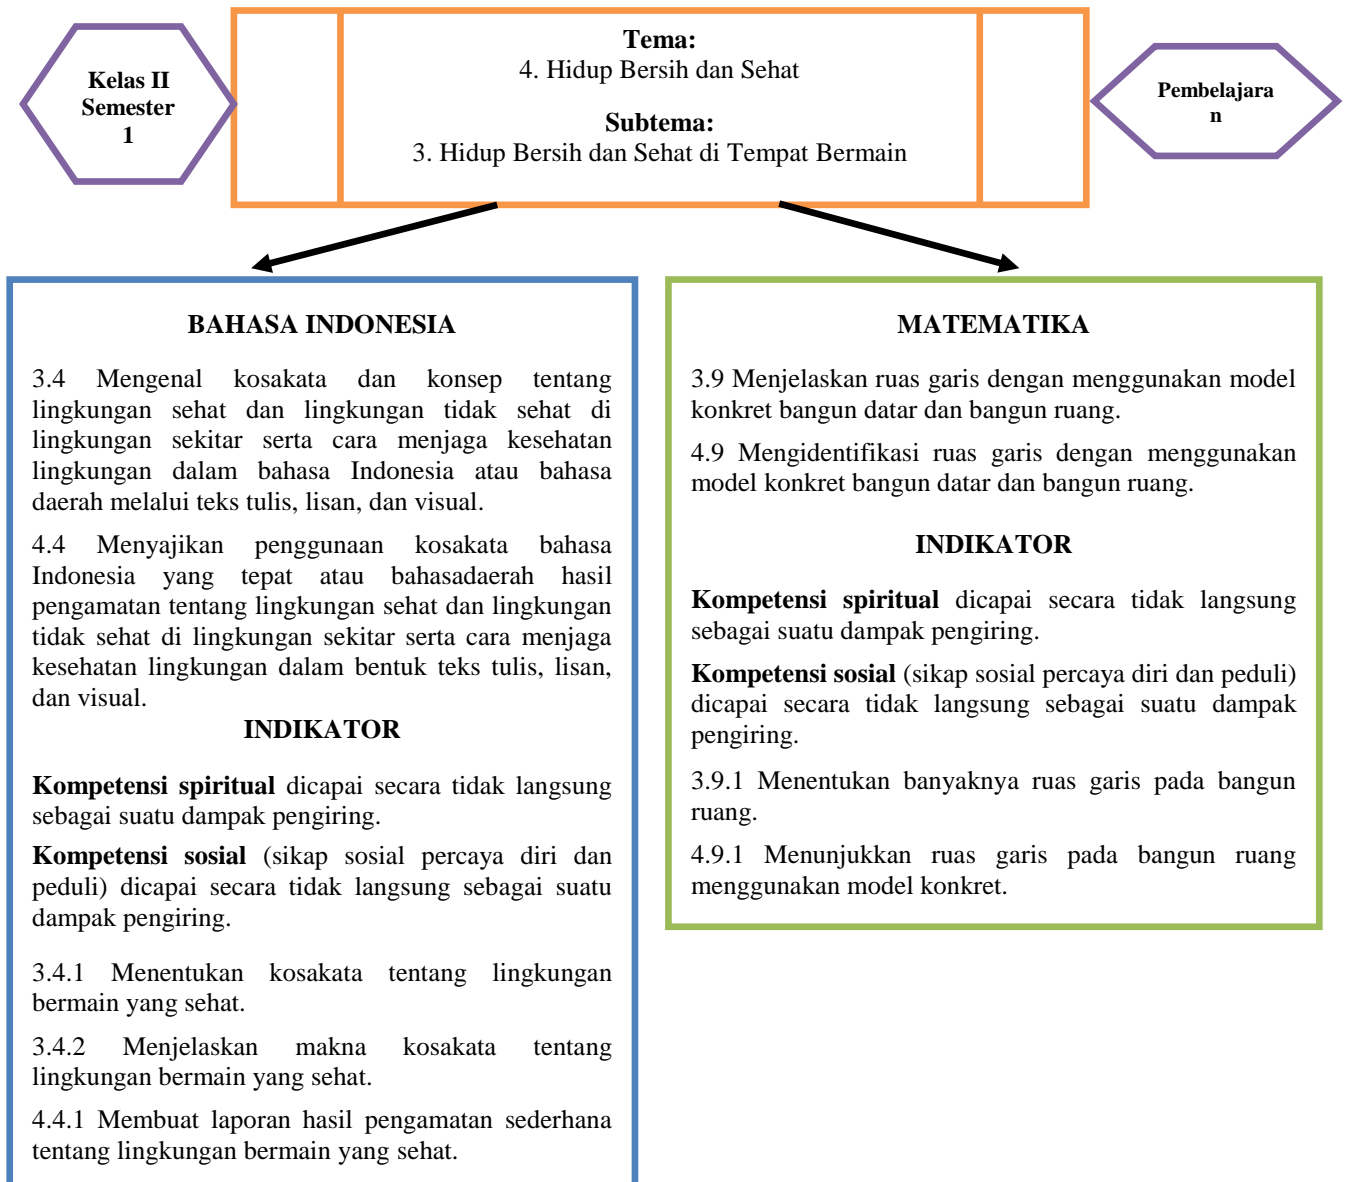 Kelas II
Semester
1
Tema:
4. Hidup Bersih dan Sehat
Subtema:
3. Hidup Bersih dan Sehat di Tempat Bermain
Pembelajara
n
BAHASA INDONESIA
3.4 Mengenal kosakata dan konsep tentang
lingkungan sehat dan lingkungan tidak sehat di
lingkungan sekitar serta cara menjaga kesehatan
lingkungan dalam bahasa Indonesia atau bahasa
daerah melalui teks tulis, lisan, dan visual.
4.4 Menyajikan penggunaan kosakata bahasa
Indonesia yang tepat atau bahasadaerah hasil
pengamatan tentang lingkungan sehat dan lingkungan
tidak sehat di lingkungan sekitar serta cara menjaga
kesehatan lingkungan dalam bentuk teks tulis, lisan,
dan visual.
INDIKATOR
Kompetensi spiritual dicapai secara tidak langsung
sebagai suatu dampak pengiring.
Kompetensi sosial (sikap sosial percaya diri dan
peduli) dicapai secara tidak langsung sebagai suatu
dampak pengiring.
3.4.1 Menentukan kosakata tentang lingkungan
bermain yang sehat.
3.4.2 Menjelaskan makna kosakata tentang
lingkungan bermain yang sehat.
4.4.1 Membuat laporan hasil pengamatan sederhana
tentang lingkungan bermain yang sehat.
MATEMATIKA
3.9 Menjelaskan ruas garis dengan menggunakan model
konkret bangun datar dan bangun ruang.
4.9 Mengidentifikasi ruas garis dengan menggunakan
model konkret bangun datar dan bangun ruang.
INDIKATOR
Kompetensi spiritual dicapai secara tidak langsung
sebagai suatu dampak pengiring.
Kompetensi sosial (sikap sosial percaya diri dan peduli)
dicapai secara tidak langsung sebagai suatu dampak
pengiring.
3.9.1 Menentukan banyaknya ruas garis pada bangun
ruang.
4.9.1 Menunjukkan ruas garis pada bangun ruang
menggunakan model konkret.